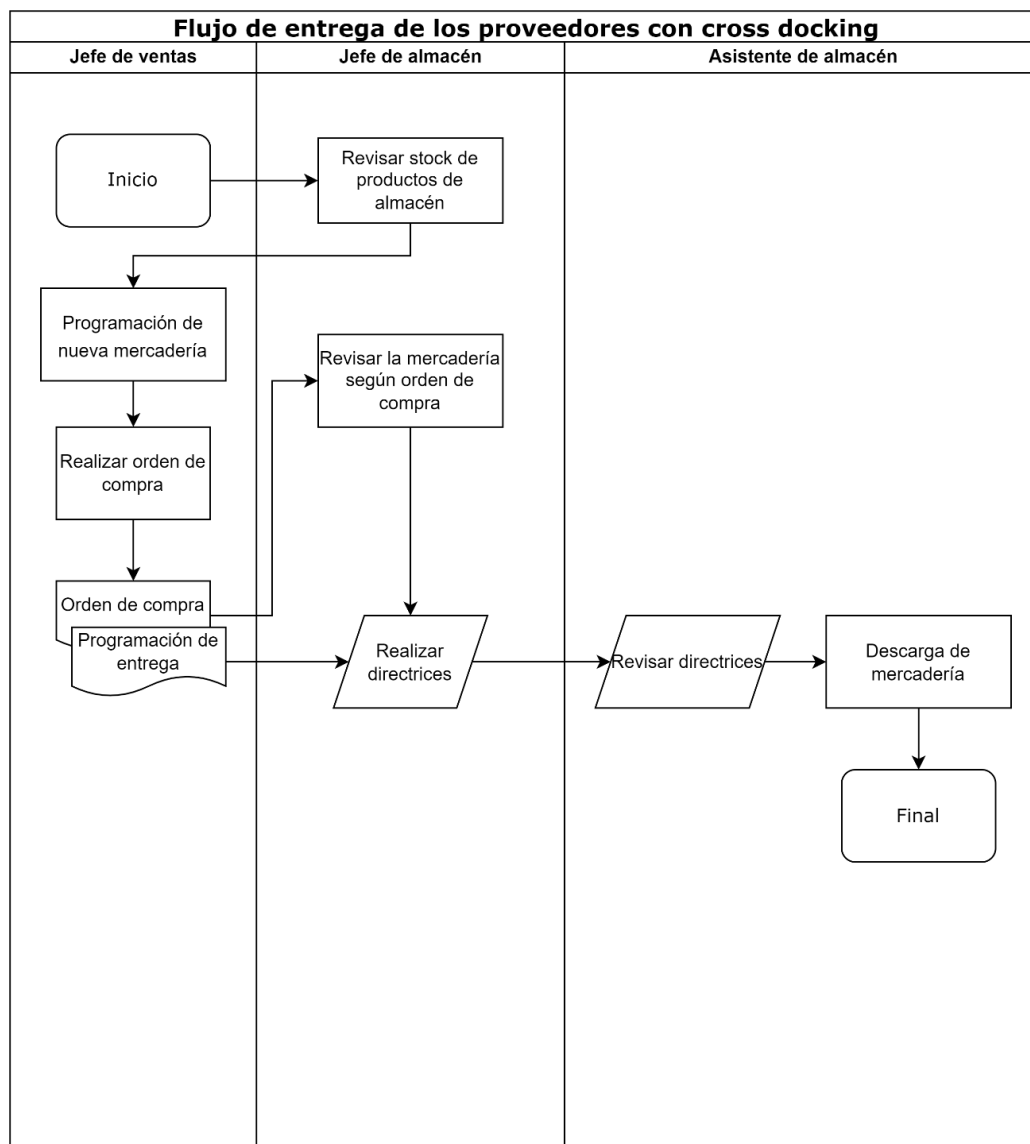 Flujo de entrega de los proveedores con cross docking
Jefe de ventas
Jefe de almacén
Asistente de almacén
Inicio
Revisar stock de
productos de
almacén
Programación de
nueva mercadería
Revisar la mercadería
según orden de
compra
Realizar orden de
compra
Orden de compra
Programación de
entrega
Realizar
directrices
Revisar directrices
Descarga de
mercadería
Final